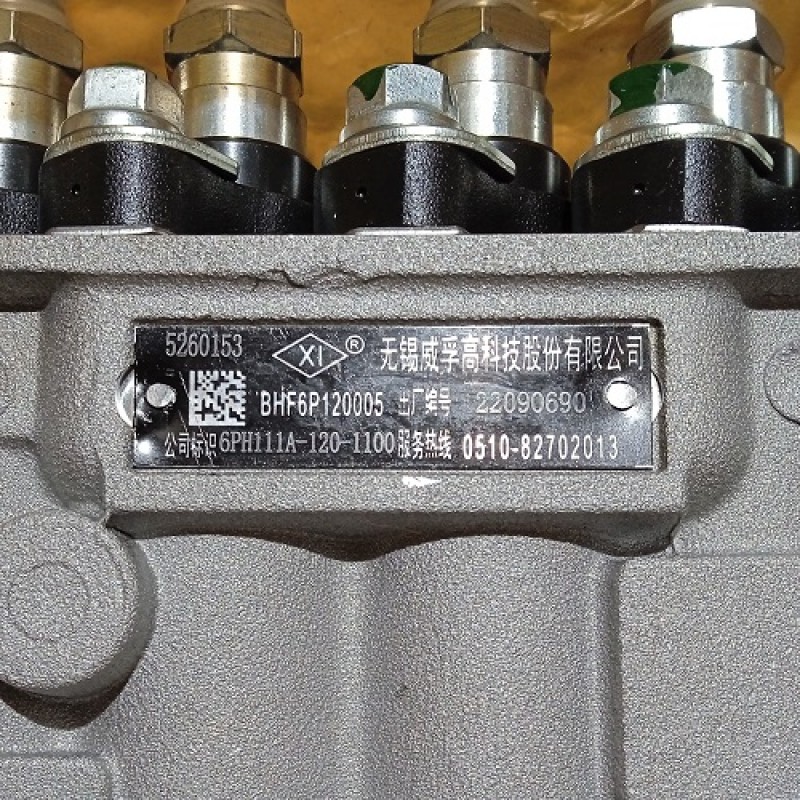 5260153 XI® 无锡威孚高科技股份有限公司
BHF6P120005 出厂编号 22090690
公司标识 6PH111A-120-1100 服务热线 0510-82702013